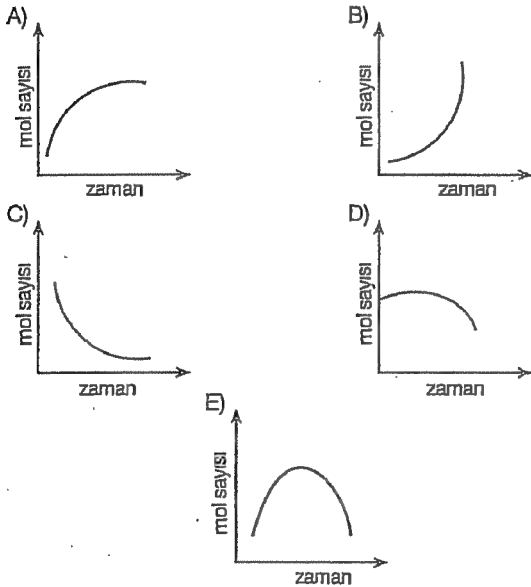 A)
mol sayısı
zaman
B)
mol sayısı
zaman
C)
mol sayısı
zaman
D)
mol sayısı
zaman
E)
mol sayısı
zaman